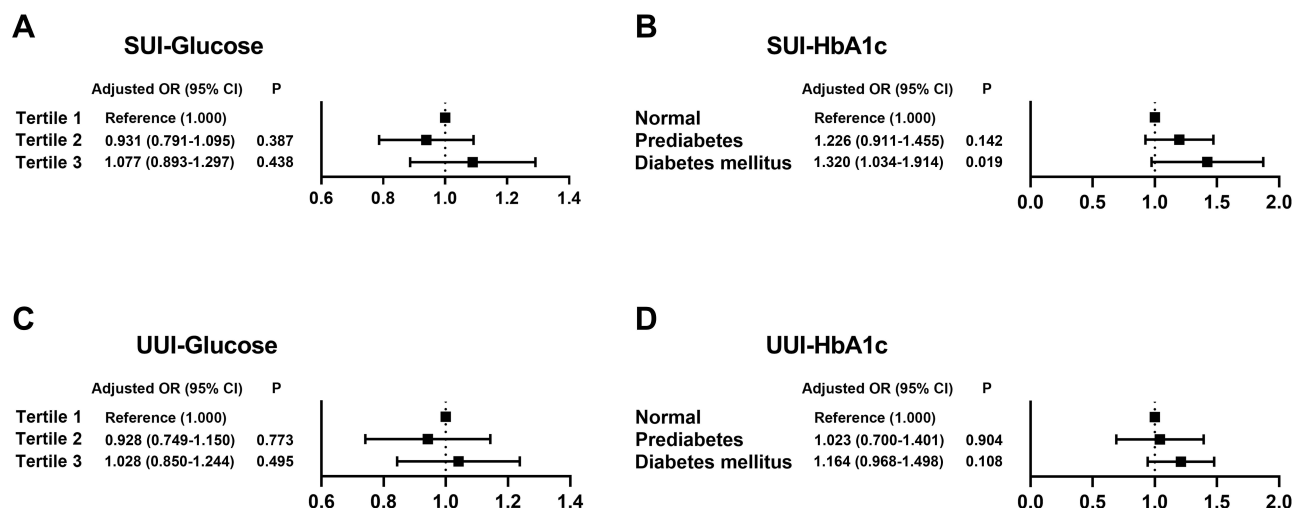 A
SUI-Glucose
Adjusted OR (95% CI) P
Tertile 1 Reference (1.000)
Tertile 2 0.931 (0.791-1.095) 0.387
Tertile 3 1.077 (0.893-1.297) 0.438
0.6 0.8 1.0 1.2 1.4
B
SUI-HbA1c
Adjusted OR (95% CI) P
Normal Reference (1.000)
Prediabetes 1.226 (0.911-1.455) 0.142
Diabetes mellitus 1.320 (1.034-1.914) 0.019
0.0 0.5 1.0 1.5 2.0
C
UUI-Glucose
Adjusted OR (95% CI) P
Tertile 1 Reference (1.000)
Tertile 2 0.928 (0.749-1.150) 0.773
Tertile 3 1.028 (0.850-1.244) 0.495
0.6 0.8 1.0 1.2 1.4
D
UUI-HbA1c
Adjusted OR (95% CI) P
Normal Reference (1.000)
Prediabetes 1.023 (0.700-1.401) 0.904
Diabetes mellitus 1.164 (0.968-1.498) 0.108
0.0 0.5 1.0 1.5 2.0